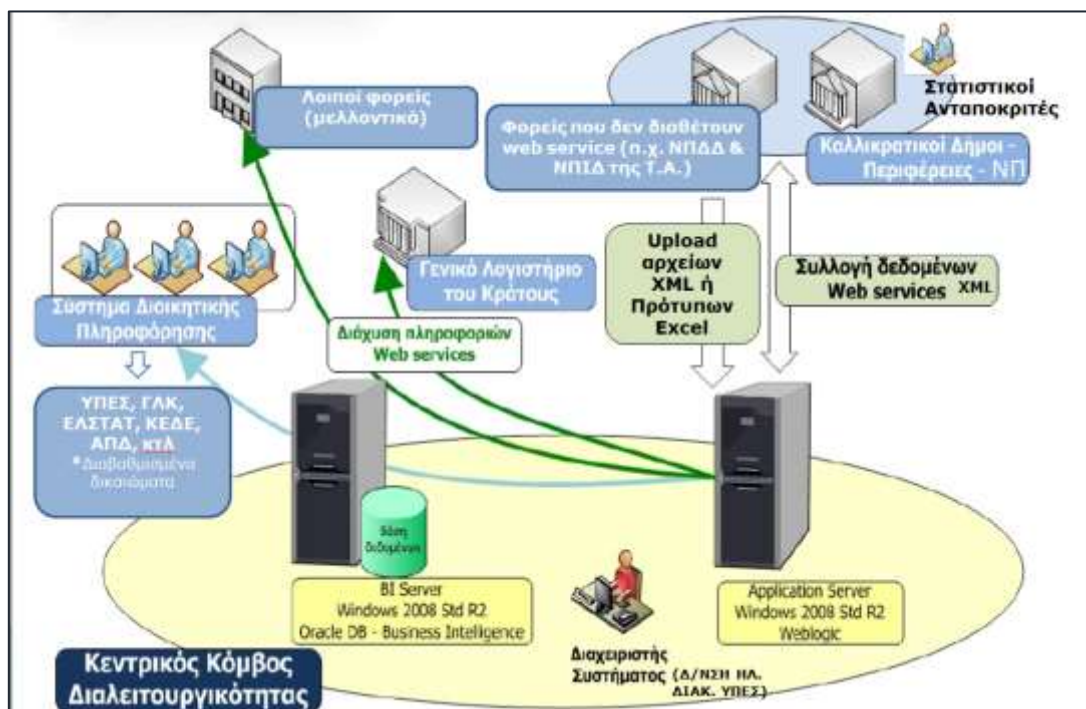 Λοιποί φορείς
(μελλοντικά)
Στατιστικοί
Ανταποκριτές
Φορείς που δεν διαθέτουν
web service (π.χ. ΝΠΔΔ &
ΝΠΙΔ της Τ.Α.)
Καλλικρατικοί Δήμοι -
Περιφέρειες - ΝΠ
Γενικό Λογιστήριο
του Κράτους
Upload
αρχείων
XML ή
Πρότυπων
Excel
Συλλογή δεδομένων
Web services XML
Σύστημα Διοικητικής
Πληροφόρησης
Διάχυση πληροφοριών
Web services
ΥΠΕΣ, ΓΛΚ,
ΕΛΣΤΑΤ, ΚΕΔΕ,
ΑΠΔ, κτλ
*Διαβαθμισμένα
δικαιώματα
Βάση
δεδομένων
BI Server
Windows 2008 Std R2
Oracle DB - Business Intelligence
Application Server
Windows 2008 Std R2
Weblogic
Διαχειριστής
Συστήματος (Δ/ΝΣΗ ΗΛ.
ΔΙΑΚ. ΥΠΕΣ)
Κεντρικός Κόμβος
Διαλειτουργικότητας